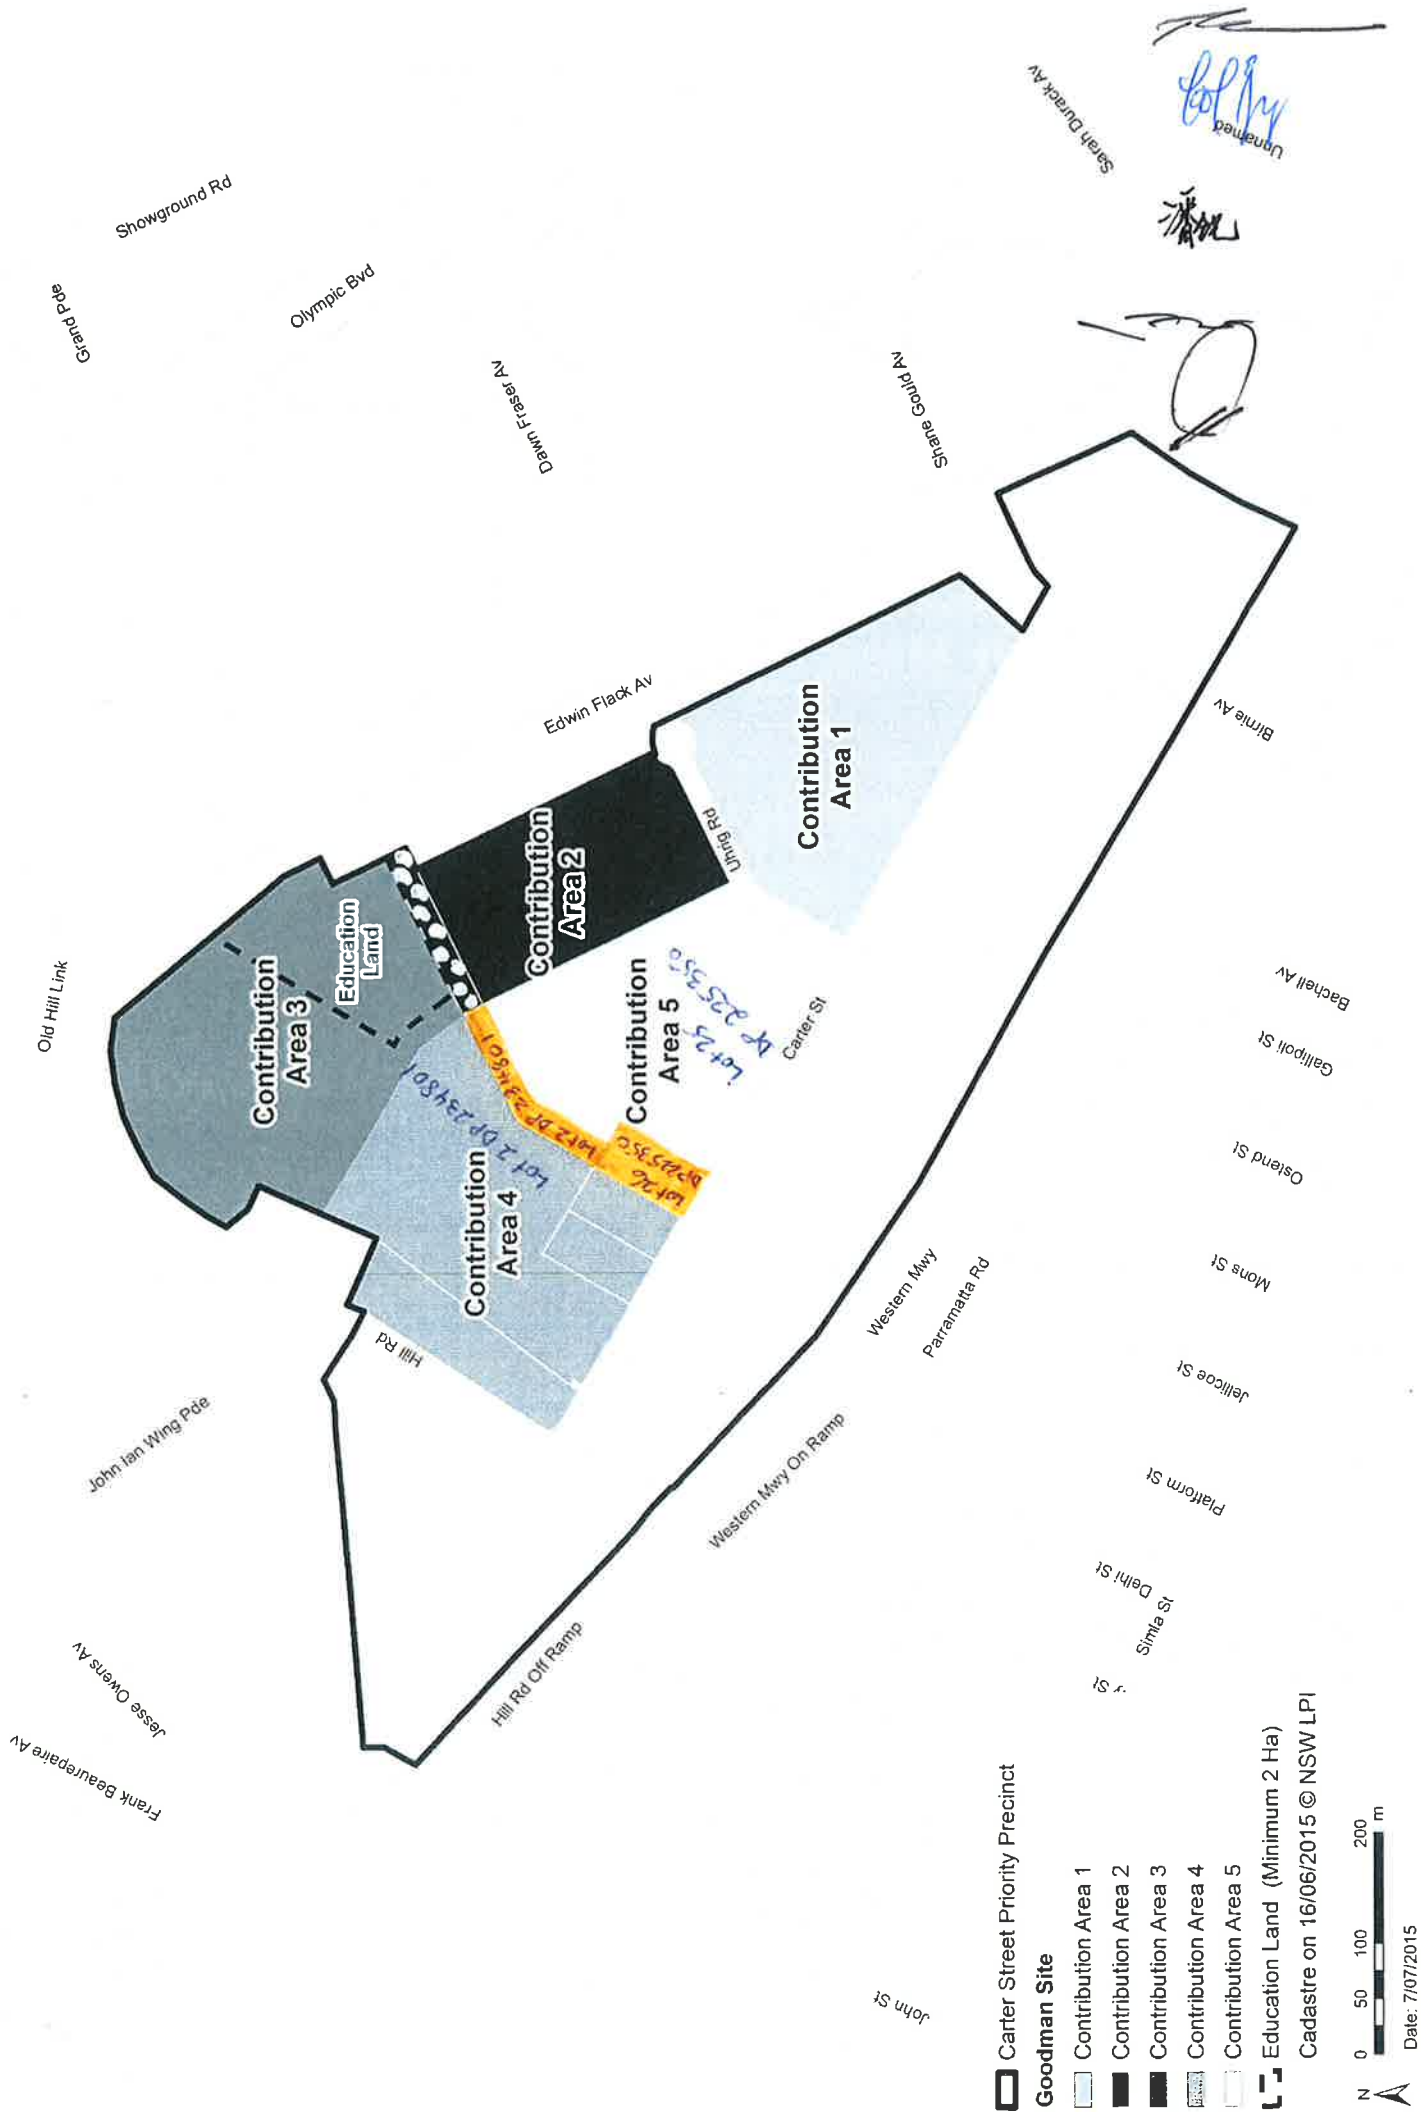 Frank Beaurepaire Av
Jesse Owens Av
John Ian Wing Pde
Old Hill Link
Grand Pde
Showground Rd
Olympic Bvd
Dawn Fraser Av
Edwin Flack Av
Shane Gould Av
Sarah Durack Av
Unnamed
潘
Contribution
Area 3
Education
Land
Contribution
Area 2
Contribution
Area 4
Lot 2 DP 234801
Lot 2 DP 234801
Lot 26
DP 225350
Contribution
Area 5
Lot 25
DP 225350
Contribution
Area 1
Uhrig Rd
Hill Rd
Carter St
Hill Rd Off Ramp
Western Mwy On Ramp
Western Mwy
Parramatta Rd
Birnie Av
John St
y St
Simla St
Delhi St
Platform St
Jellicoe St
Mons St
Ostend St
Gallipoli St
Bachell Av
Carter Street Priority Precinct
Goodman Site
Contribution Area 1
Contribution Area 2
Contribution Area 3
Contribution Area 4
Contribution Area 5
Education Land (Minimum 2 Ha)
Cadastre on 16/06/2015 © NSW LPI
N
0 50 100 200
m
Date: 7/07/2015